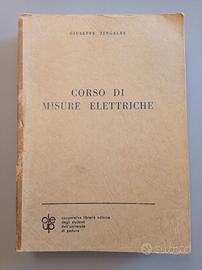 GIUSEPPE ZINGALES
CORSO DI
MISURE ELETTRICHE
cleup
cooperativa libraria editrice
degli studenti
dell'università
di padova